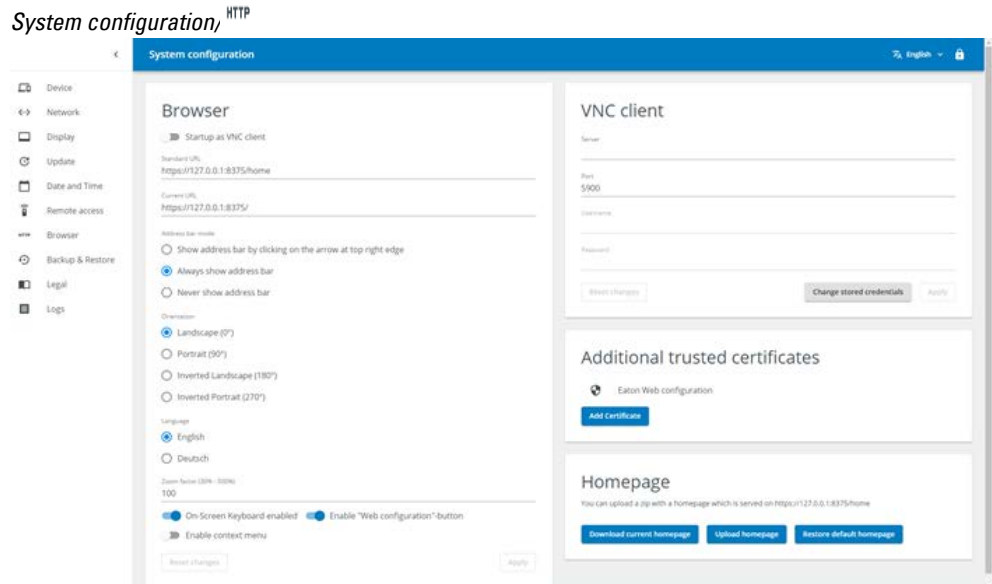 System configuration/ HTTP
System configuration
English
Device
Network
Display
Update
Date and Time
Remote access
HTTP Browser
Backup & Restore
Legal
Logs
Browser
Startup as VNC client
Standard URL
https://127.0.0.1:8375/home
Current URL
https://127.0.0.1:8375/
Address bar mode
Show address bar by clicking on the arrow at top right edge
Always show address bar
Never show address bar
Orientation
Landscape (0°)
Portrait (90°)
Inverted Landscape (180°)
Inverted Portrait (270°)
Language
English
Deutsch
Zoom factor (30% - 500%)
100
On-Screen Keyboard enabled Enable "Web configuration"-button
Enable context menu
Reset changes Apply
VNC client
Server
Port
5900
Username
Password
Reset changes Change stored credentials Apply
Additional trusted certificates
Eaton Web configuration
Add Certificate
Homepage
You can upload a zip with a homepage which is served on https://127.0.0.1:8375/home
Download current homepage Upload homepage Restore default homepage